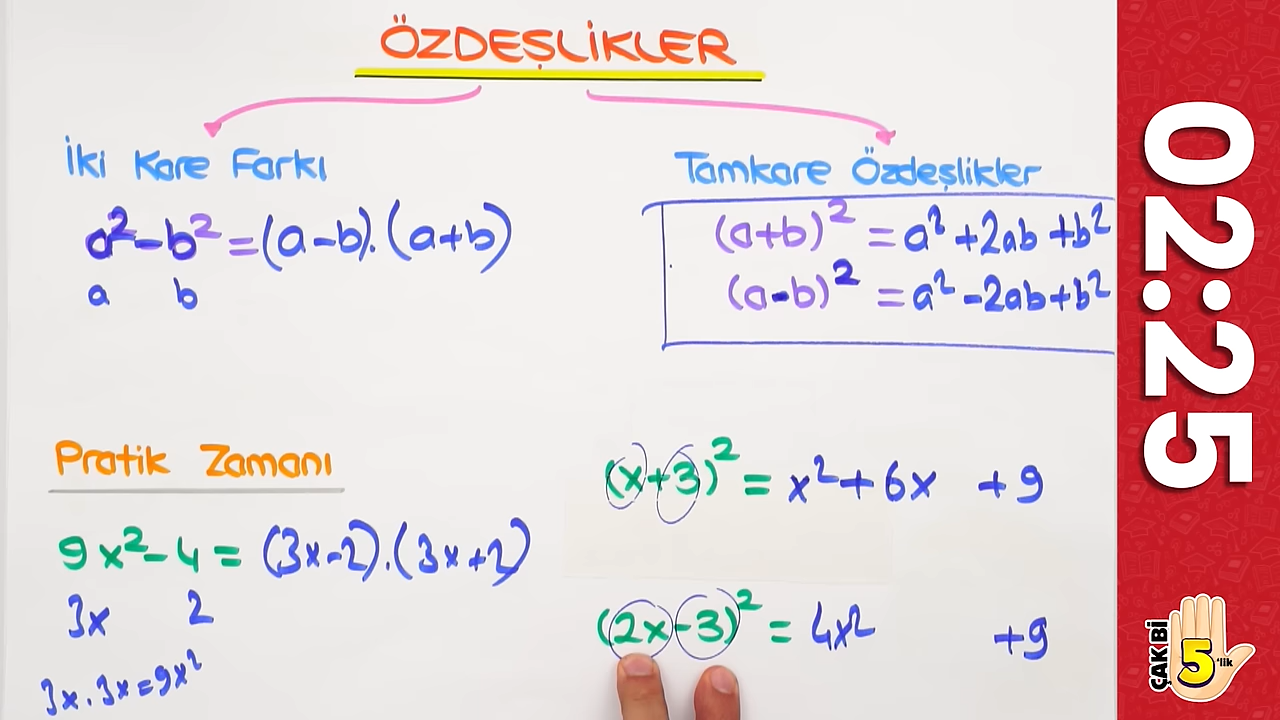 ÖZDEŞLİKLER
İki Kare Farkı
a² - b² = (a-b).(a+b)
a b
Tamkare Özdeşlikler
(a+b)² = a² + 2ab + b²
(a-b)² = a² - 2ab + b²
Pratik Zamanı
9x² - 4 = (3x-2).(3x+2)
3x 2
3x.3x = 9x²
(x+3)² = x² + 6x + 9
(2x-3)² = 4x² + 9
02:25
ÇAK Bİ 5'lik